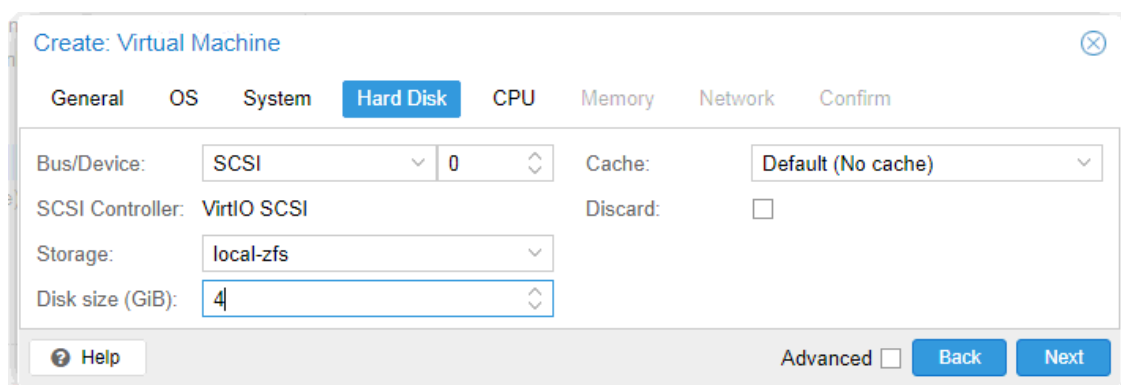 Create: Virtual Machine
General OS System Hard Disk CPU Memory Network Confirm
Bus/Device: SCSI 0 Cache: Default (No cache)
SCSI Controller: VirtIO SCSI Discard:
Storage: local-zfs
Disk size (GiB): 4
Help Advanced Back Next